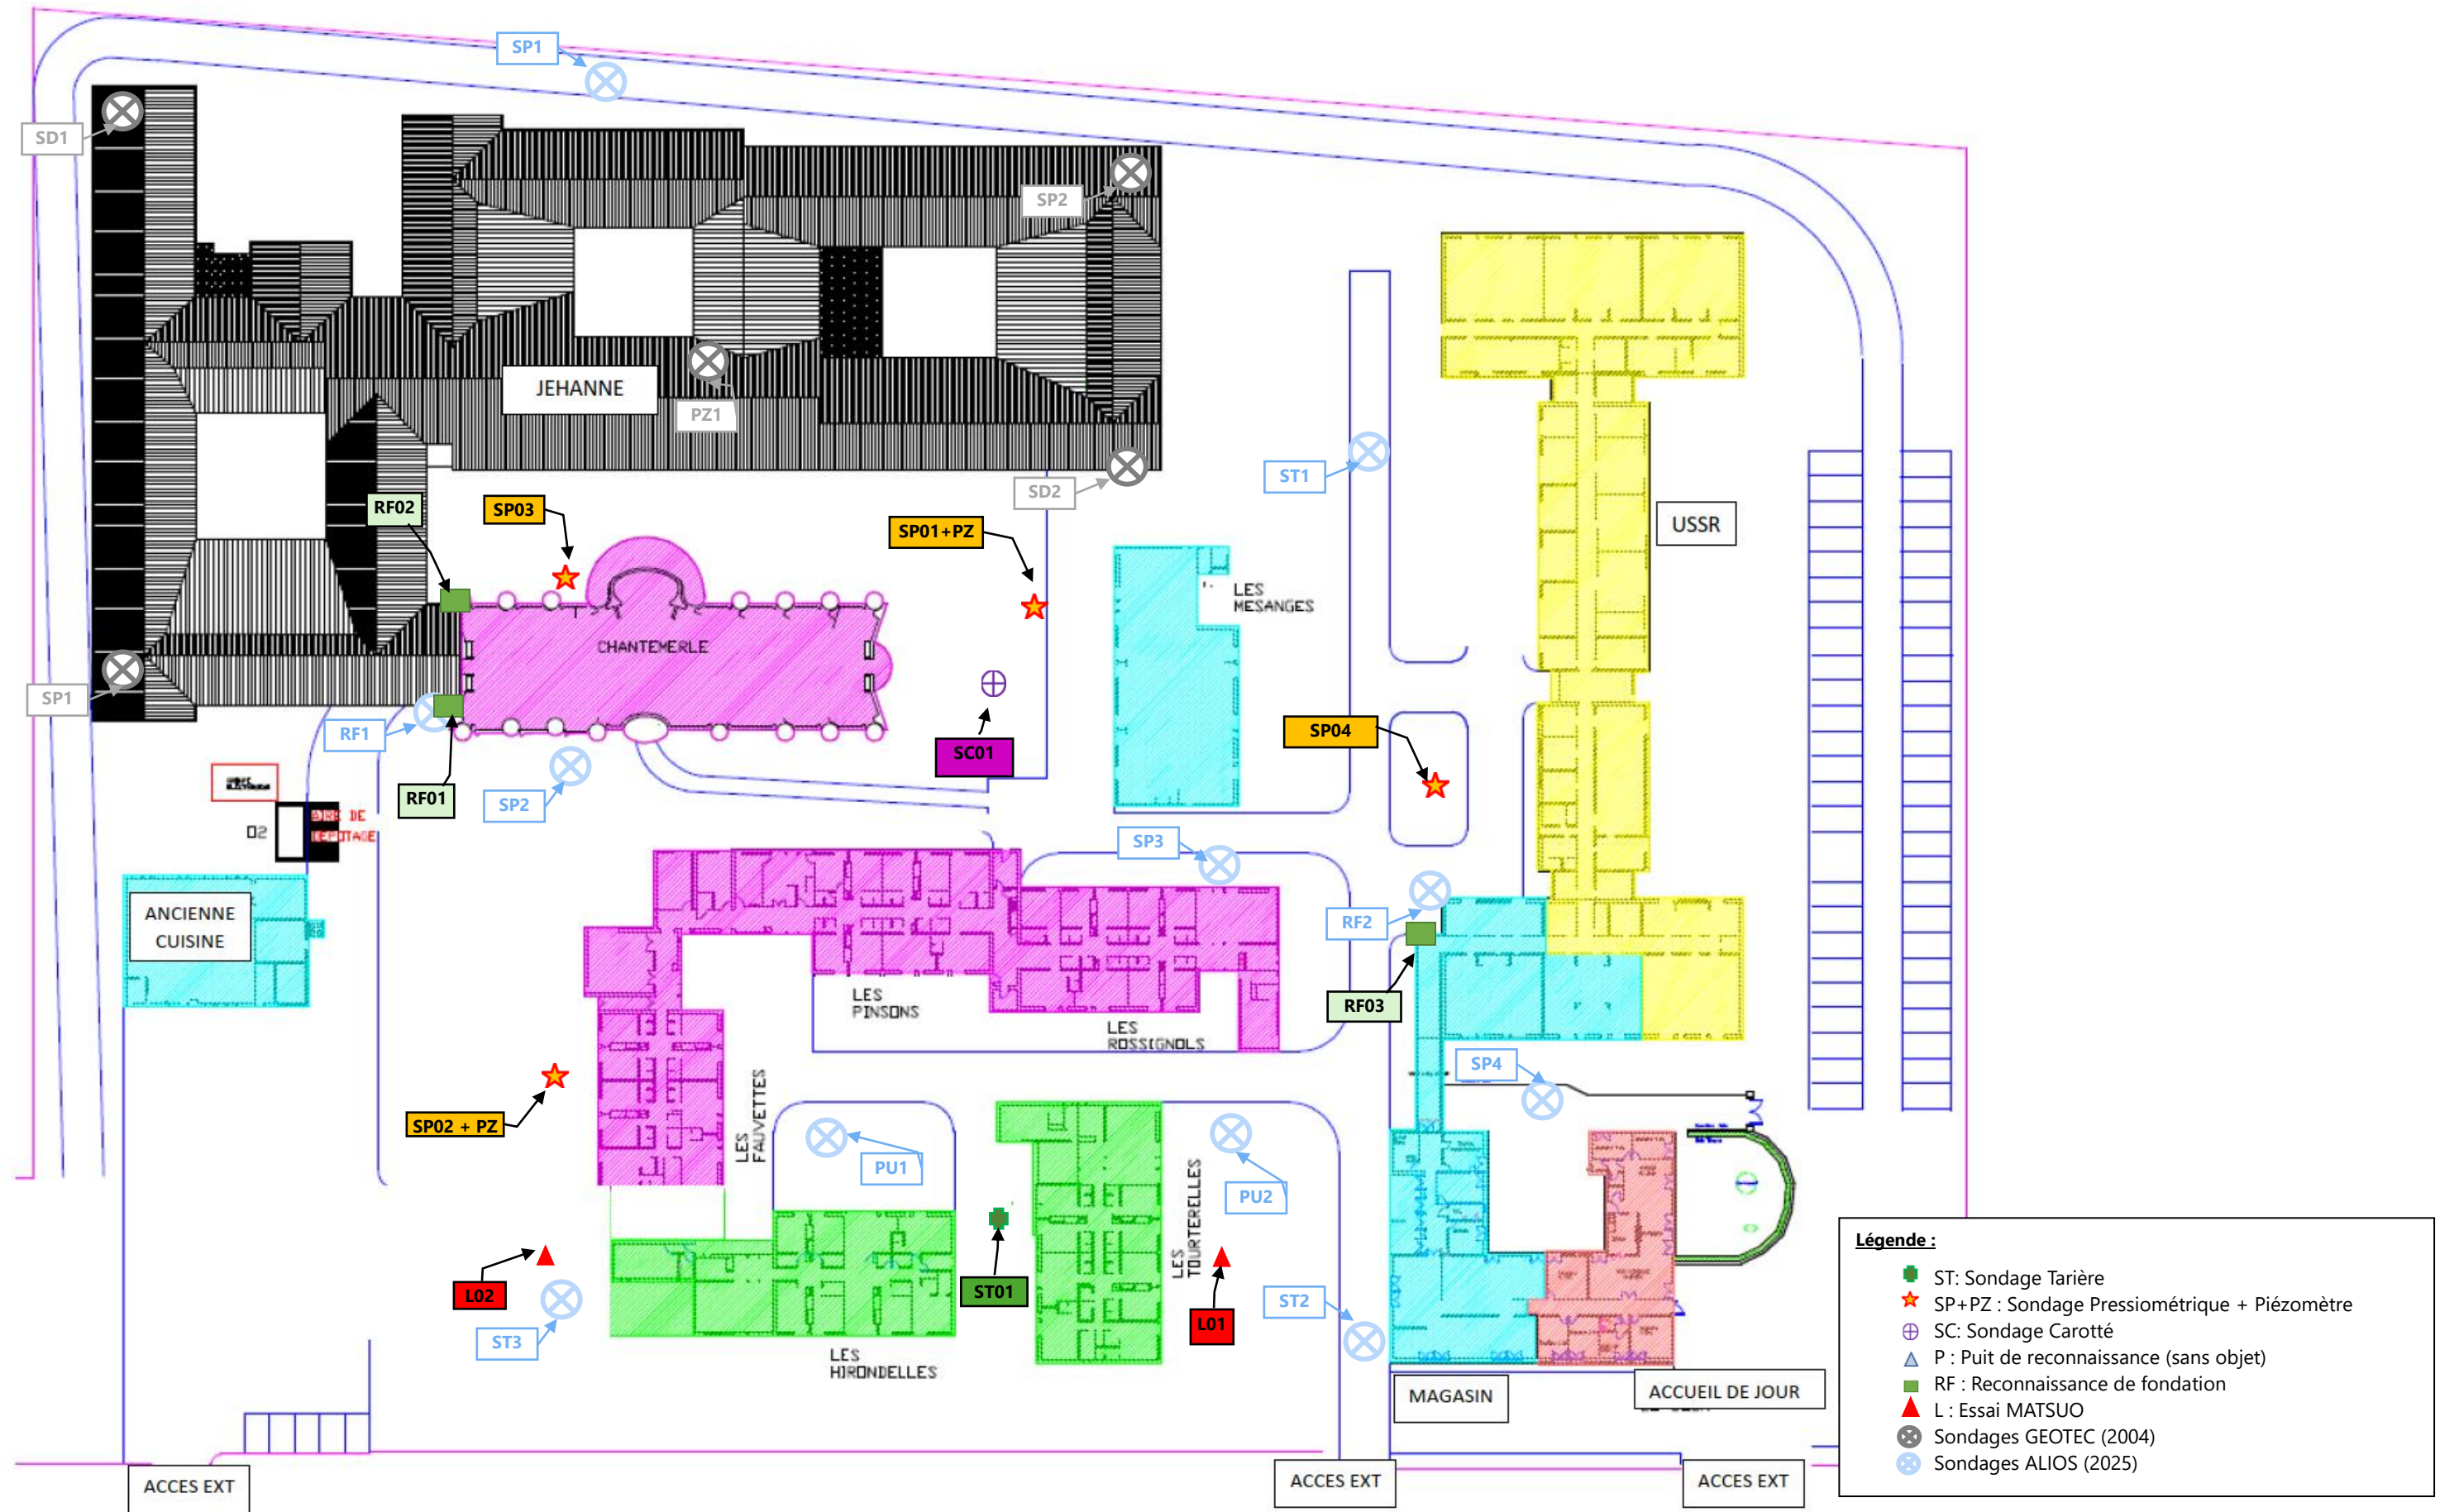 SP1
SD1
SP2
JEHANNE
PZ1
ST1
SD2
RF02
SP03
SP01+PZ
USSR
LES
MESANGES
CHANTEMERLE
SP1
RF1
SC01
SP04
RF01
SP2
AIRE DE
DEPOTAGE
O2
SP3
ANCIENNE
CUISINE
RF2
LES
PINSONS
RF03
LES
ROSSIGNOLS
SP4
SP02 + PZ
LES
FAUVETTES
PU1
LES
TOURTERELLES
PU2
L02
ST01
ST2
L01
ST3
LES
HIRONDELLES
MAGASIN
ACCUEIL DE JOUR
ACCES EXT
ACCES EXT
ACCES EXT
Légende :
ST: Sondage Tarière
SP+PZ : Sondage Pressiométrique + Piézomètre
SC: Sondage Carotté
P : Puit de reconnaissance (sans objet)
RF : Reconnaissance de fondation
L : Essai MATSUO
Sondages GEOTEC (2004)
Sondages ALIOS (2025)